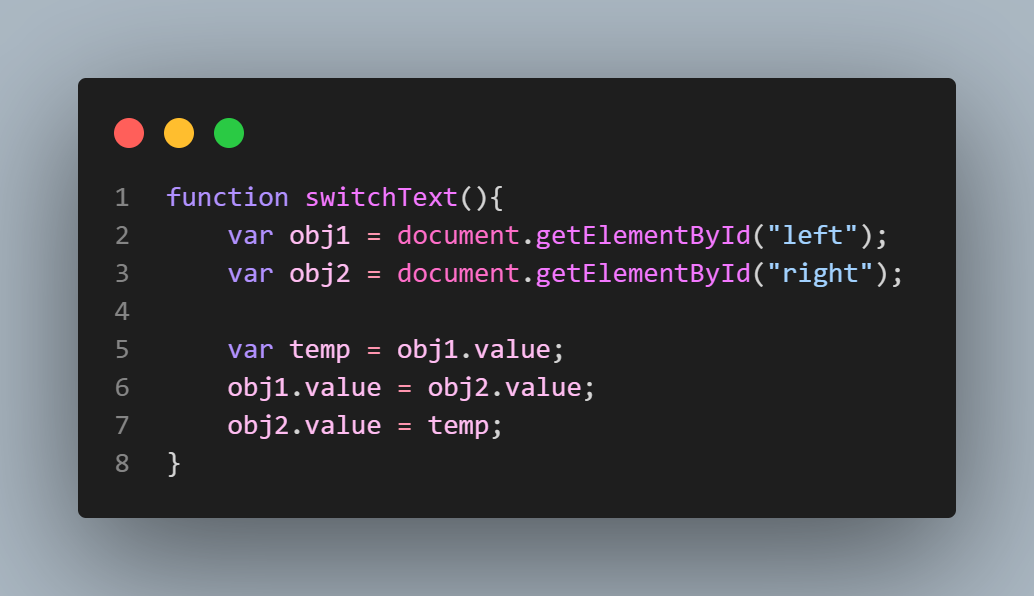 1 function switchText(){
2     var obj1 = document.getElementById("left");
3     var obj2 = document.getElementById("right");
4
5     var temp = obj1.value;
6     obj1.value = obj2.value;
7     obj2.value = temp;
8 }